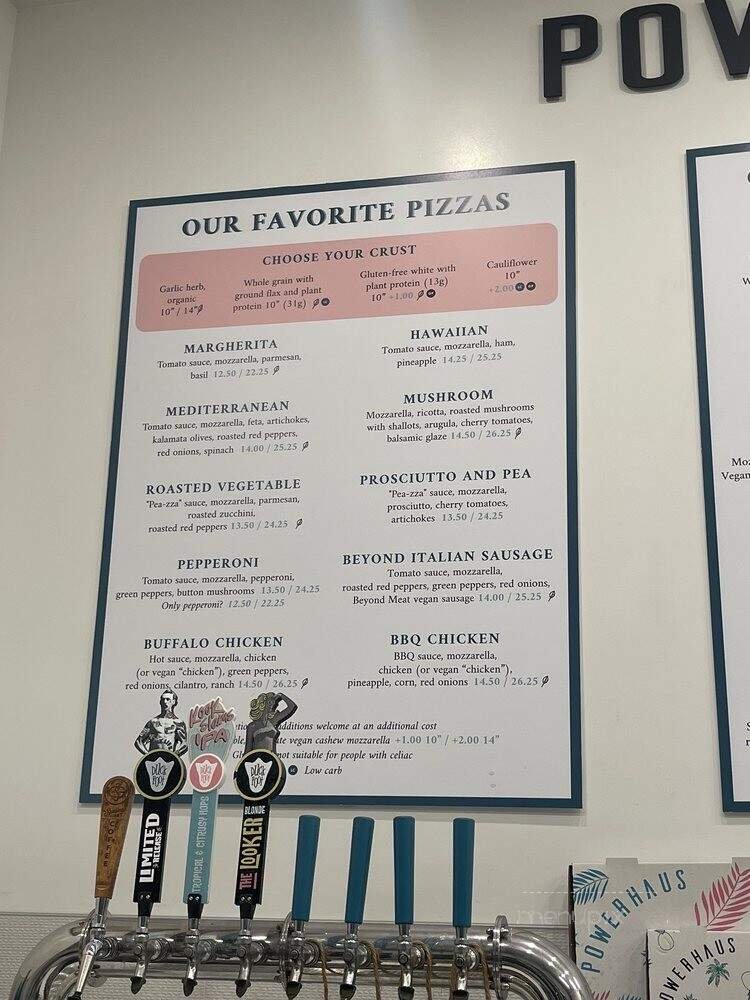 POW
OUR FAVORITE PIZZAS
CHOOSE YOUR CRUST
Garlic herb,
organic
10" / 14"
Whole grain with
ground flax and plant
protein 10" (31g)
Gluten-free white with
plant protein (13g)
10" +1.00
Cauliflower
10"
+2.00
MARGHERITA
Tomato sauce, mozzarella, parmesan,
basil 12.50 / 22.25
MEDITERRANEAN
Tomato sauce, mozzarella, feta, artichokes,
kalamata olives, roasted red peppers,
red onions, spinach 14.00 / 25.25
ROASTED VEGETABLE
"Pea-zza" sauce, mozzarella, parmesan,
roasted zucchini,
roasted red peppers 13.50 / 24.25
PEPPERONI
Tomato sauce, mozzarella, pepperoni,
green peppers, button mushrooms 13.50 / 24.25
Only pepperoni? 12.50 / 22.25
BUFFALO CHICKEN
Hot sauce, mozzarella, chicken
(or vegan "chicken"), green peppers,
red onions, cilantro, ranch 14.50 / 26.25
HAWAIIAN
Tomato sauce, mozzarella, ham,
pineapple 14.25 / 25.25
MUSHROOM
Mozzarella, ricotta, roasted mushrooms
with shallots, arugula, cherry tomatoes,
balsamic glaze 14.50 / 26.25
PROSCIUTTO AND PEA
"Pea-zza" sauce, mozzarella,
prosciutto, cherry tomatoes,
artichokes 13.50 / 24.25
BEYOND ITALIAN SAUSAGE
Tomato sauce, mozzarella,
roasted red peppers, green peppers, red onions,
Beyond Meat vegan sausage 14.00 / 25.25
BBQ CHICKEN
BBQ sauce, mozzarella,
chicken (or vegan "chicken"),
pineapple, corn, red onions 14.50 / 26.25
additions welcome at an additional cost
vegan cashew mozzarella +1.00 10" / +2.00 14"
not suitable for people with celiac
Low carb
KOOK SLAMS IPA
DUCK FOOT
DUCK FOOT
DUCK FOOT
LIMITED RELEASE
TROPICAL & CITRUSY HOPS
THE LOOKER BLONDE
COFFEE
Moz
Vegan
POWERHAUS
POWERHAUS
menupix